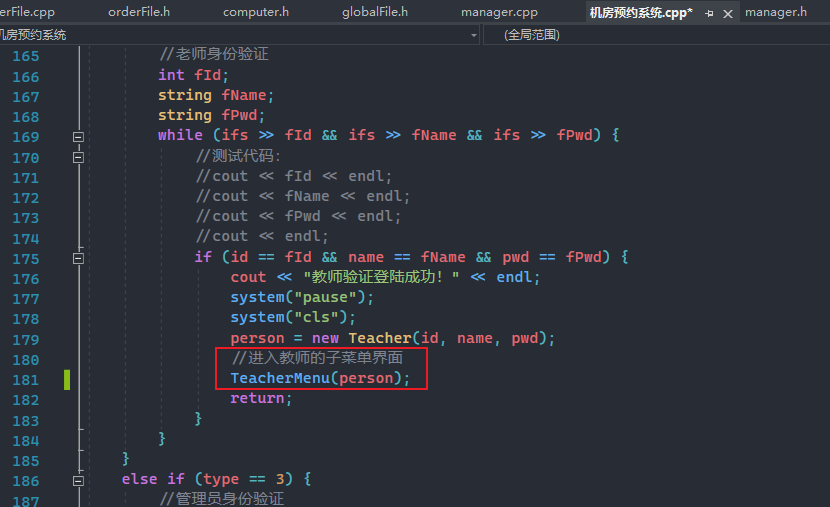 erFile.cpp orderFile.h computer.h globalFile.h manager.cpp 机房预约系统.cpp* manager.h
机房预约系统 (全局范围)
165 //老师身份验证
166 int fId;
167 string fName;
168 string fPwd;
169 while (ifs >> fId && ifs >> fName && ifs >> fPwd) {
170 //测试代码:
171 //cout << fId << endl;
172 //cout << fName << endl;
173 //cout << fPwd << endl;
174 //cout << endl;
175 if (id == fId && name == fName && pwd == fPwd) {
176 cout << "教师验证登陆成功！" << endl;
177 system("pause");
178 system("cls");
179 person = new Teacher(id, name, pwd);
180 //进入教师的子菜单界面
181 TeacherMenu(person);
182 return;
183 }
184 }
185 }
186 else if (type == 3) {
187 //管理员身份验证